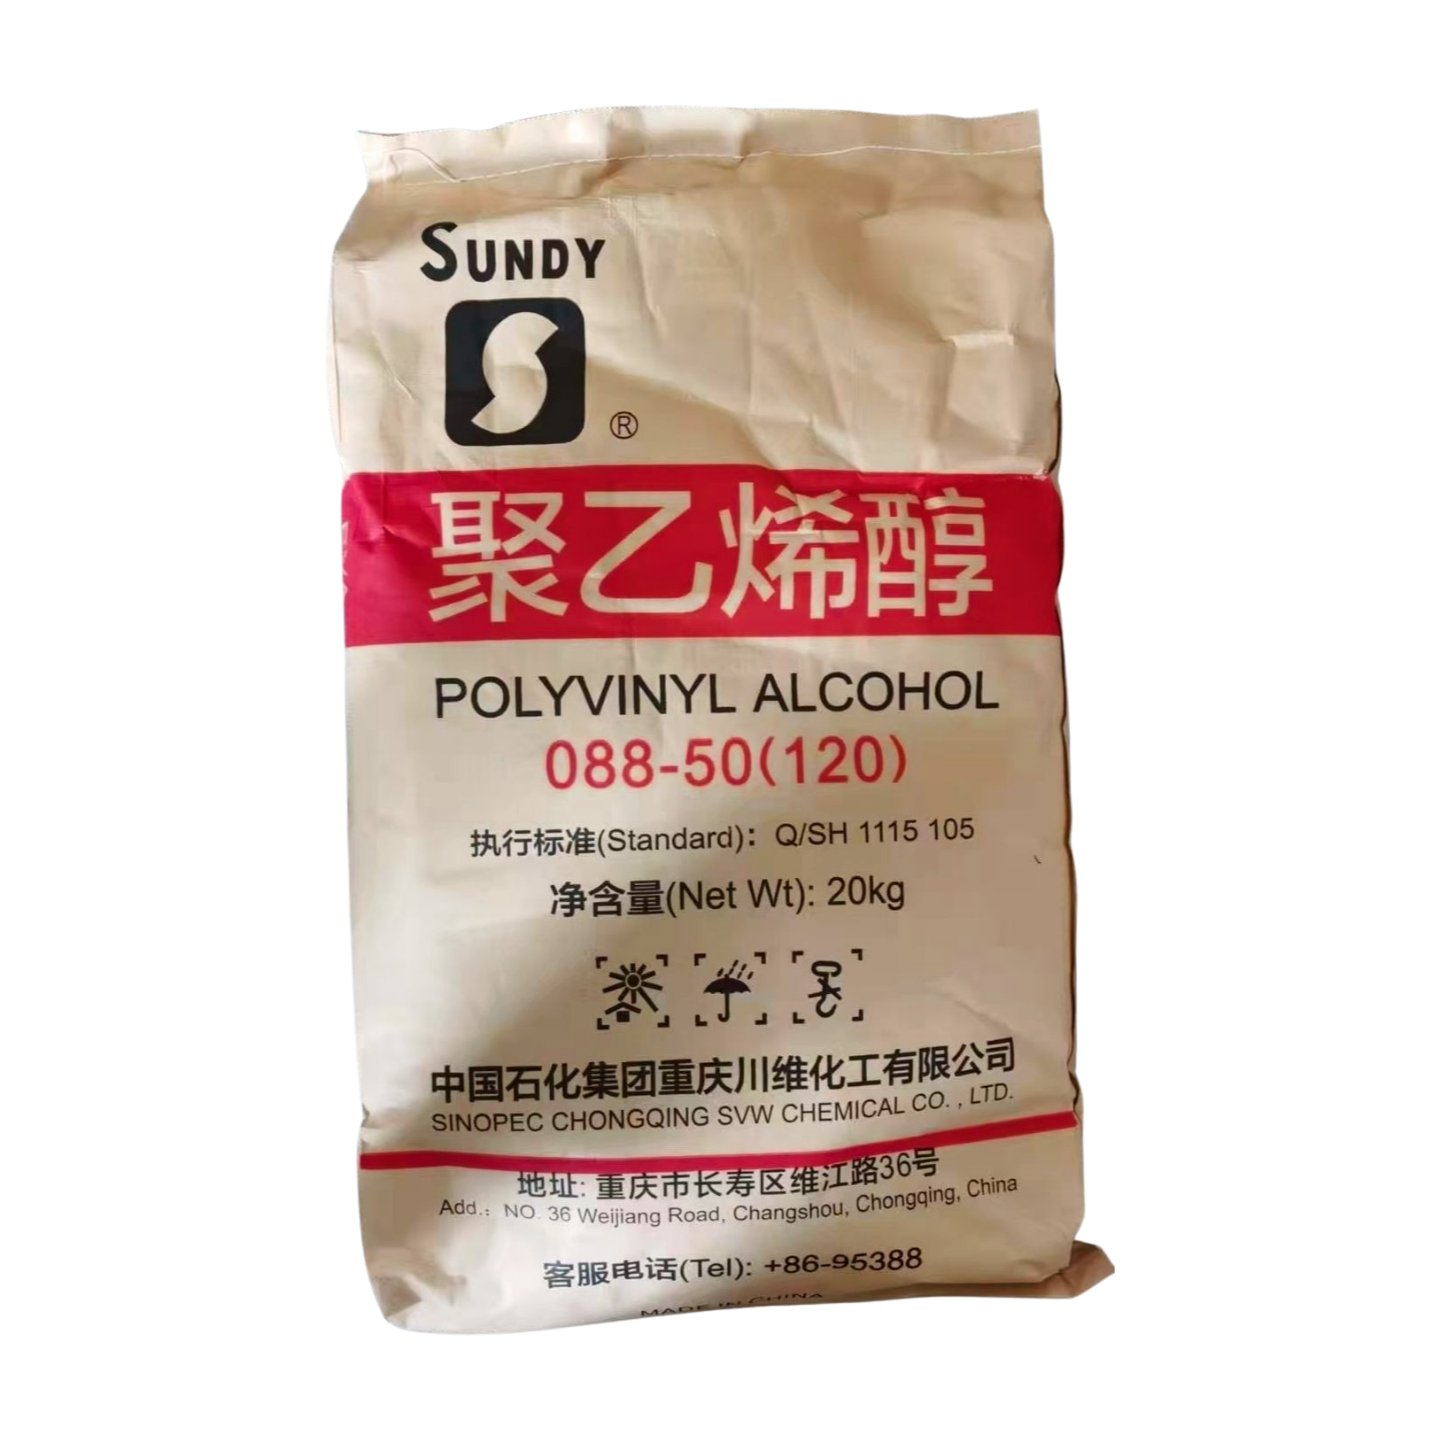 SUNDY
®
聚乙烯醇
POLYVINYL ALCOHOL
088-50(120)
执行标准(Standard)：Q/SH 1115 105
净含量(Net Wt): 20kg
中国石化集团重庆川维化工有限公司
SINOPEC CHONGQING SVW CHEMICAL CO. , LTD.
地址: 重庆市长寿区维江路36号
Add.: NO. 36 Weijiang Road, Changshou, Chongqing, China
客服电话(Tel): +86-95388
MADE IN CHINA